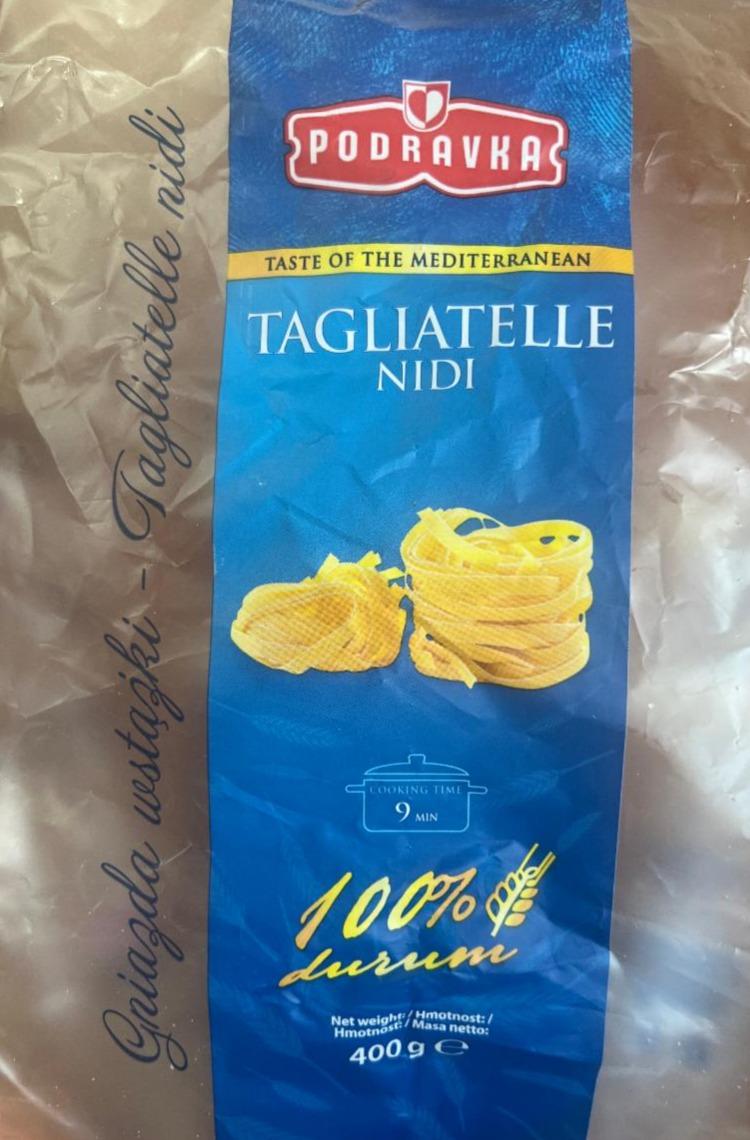 PODRAVKA
TASTE OF THE MEDITERRANEAN
TAGLIATELLE
NIDI
COOKING TIME
9 MIN
100%
durum
Net weight: / Hmotnost: /
Hmotnost: / Masa netto:
400 g ℮
Gniazda wstążki - Tagliatelle nidi